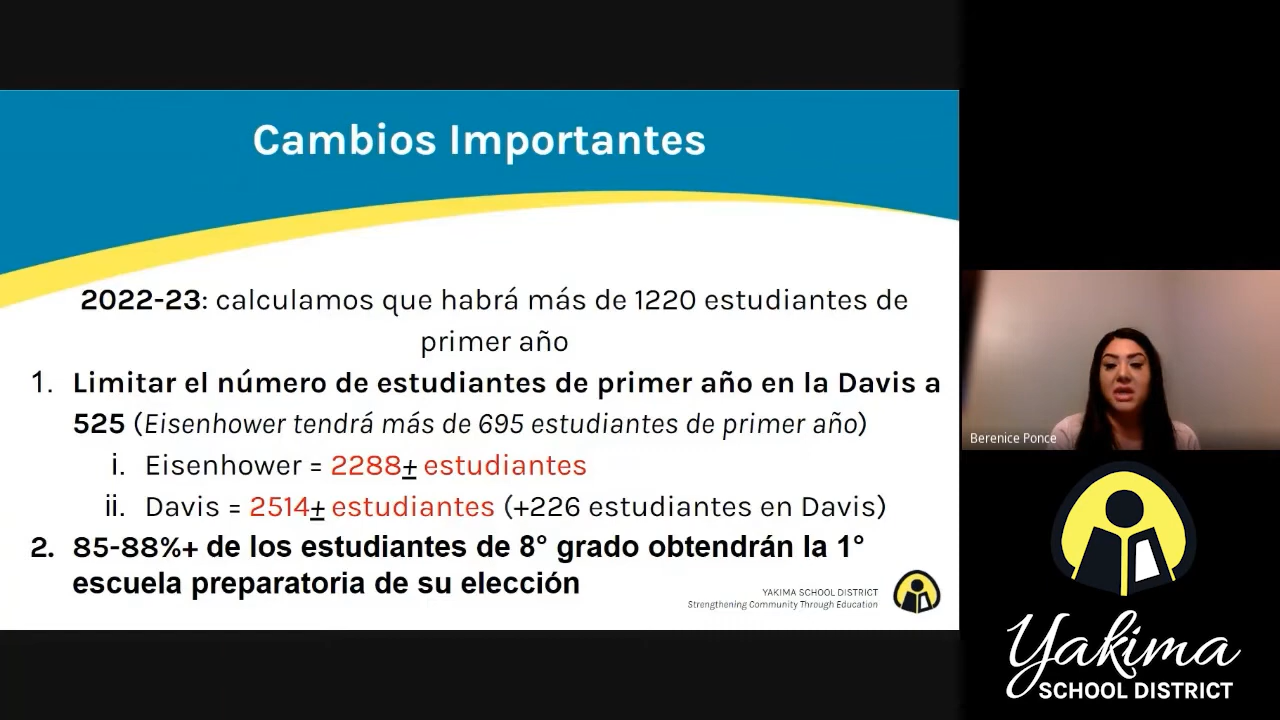 Cambios Importantes
2022-23: calculamos que habrá más de 1220 estudiantes de
primer año
1. Limitar el número de estudiantes de primer año en la Davis a
525 (Eisenhower tendrá más de 695 estudiantes de primer año)
i. Eisenhower = 2288± estudiantes
ii. Davis = 2514± estudiantes (+226 estudiantes en Davis)
2. 85-88%+ de los estudiantes de 8° grado obtendrán la 1°
escuela preparatoria de su elección
YAKIMA SCHOOL DISTRICT
Strengthening Community Through Education
Berenice Ponce
Yakima
SCHOOL DISTRICT